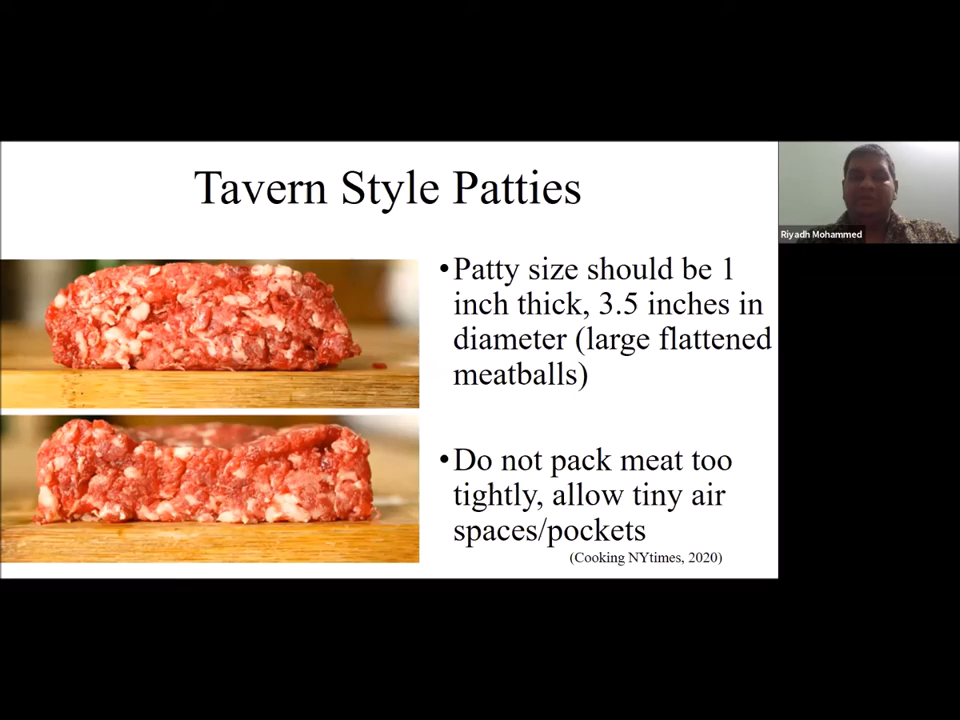 Tavern Style Patties
Riyadh Mohammed
•Patty size should be 1
inch thick, 3.5 inches in
diameter (large flattened
meatballs)
•Do not pack meat too
tightly, allow tiny air
spaces/pockets
(Cooking NYtimes, 2020)